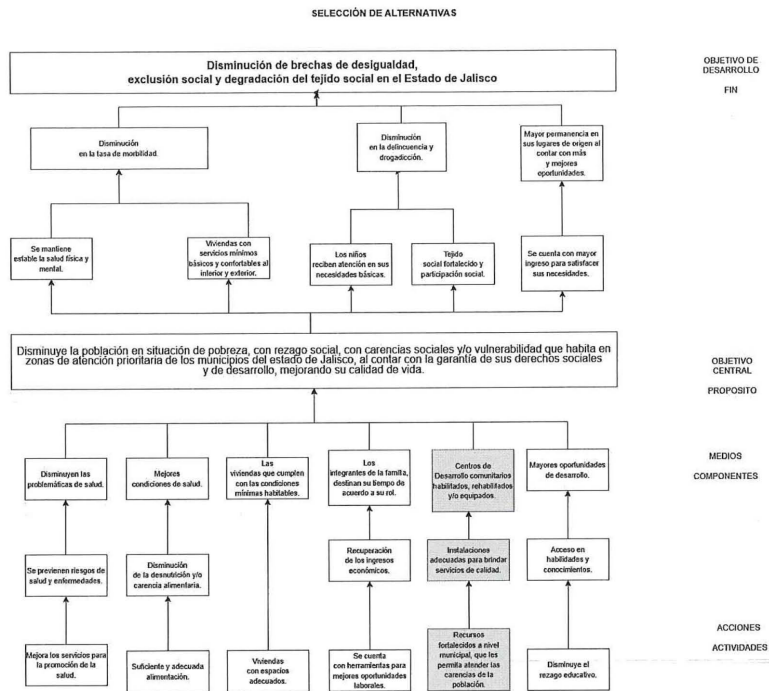 SELECCIÓN DE ALTERNATIVAS
Disminución de brechas de desigualdad,
exclusión social y degradación del tejido social en el Estado de Jalisco
OBJETIVO DE
DESARROLLO
FIN
Disminución
en la tasa de morbilidad.
Disminución
en la delincuencia y
drogadicción.
Mayor permanencia en
sus lugares de origen al
contar con más
y mejores
oportunidades.
Se mantiene
estable la salud física y
mental.
Viviendas con
servicios mínimos
básicos y confortables al
interior y exterior.
Los niños
reciben atención en sus
necesidades básicas.
Tejido
social fortalecido y
participación social.
Se cuenta con mayor
ingreso para satisfacer
sus necesidades.
Disminuye la población en situación de pobreza, con rezago social, con carencias sociales y/o vulnerabilidad que habita en
zonas de atención prioritaria de los municipios del estado de Jalisco, al contar con la garantía de sus derechos sociales
y de desarrollo, mejorando su calidad de vida.
OBJETIVO
CENTRAL
PROPOSITO
Disminuyen las
problemáticas de salud.
Mejores
condiciones de salud.
Las
viviendas que cumplen
con las condiciones
mínimas habitables.
Los
integrantes de la familia,
destinan su tiempo de
acuerdo a su rol.
Centros de
Desarrollo comunitarios
habilitados, rehabilitados
y/o equipados.
Mayores oportunidades
de desarrollo.
MEDIOS
COMPONENTES
Se previenen riesgos de
salud y enfermedades.
Disminución
de la desnutrición y/o
carencia alimentaria.
Recuperación
de los ingresos
económicos.
Instalaciones
adecuadas para brindar
servicios de calidad.
Acceso en
habilidades y
conocimientos.
Mejora los servicios para
la promoción de la
salud.
Suficiente y adecuada
alimentación.
Viviendas
con espacios
adecuados.
Se cuenta
con herramientas para
mejores oportunidades
laborales.
Recursos
fortalecidos a nivel
municipal, que les
permita atender las
carencias de la
población.
Disminuye el
rezago educativo.
ACCIONES
ACTIVIDADES